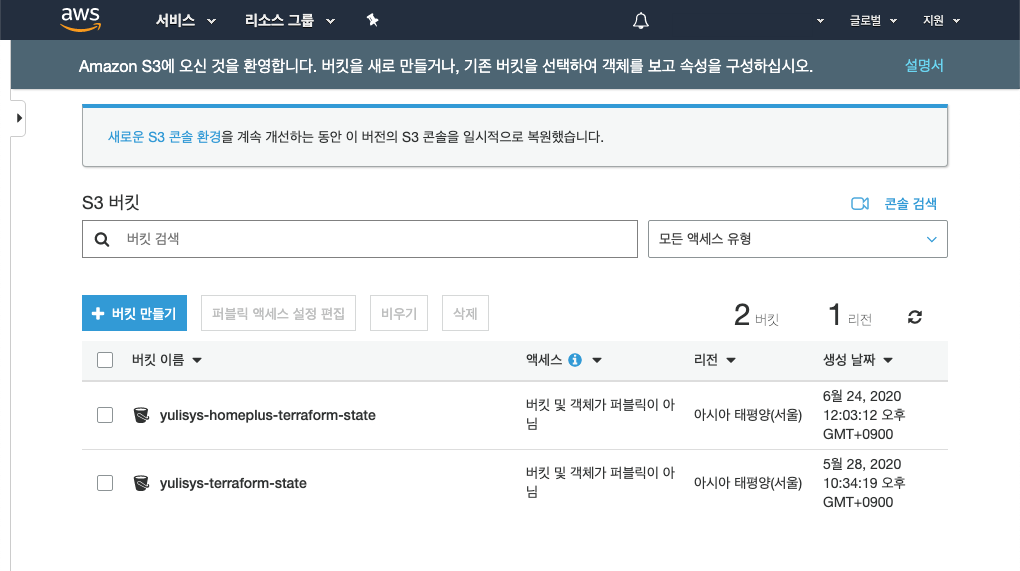 aws 서비스 리소스 그룹 글로벌 지원
Amazon S3에 오신 것을 환영합니다. 버킷을 새로 만들거나, 기존 버킷을 선택하여 객체를 보고 속성을 구성하십시오. 설명서
새로운 S3 콘솔 환경을 계속 개선하는 동안 이 버전의 S3 콘솔을 일시적으로 복원했습니다.
S3 버킷 콘솔 검색
버킷 검색 모든 액세스 유형
버킷 만들기 퍼블릭 액세스 설정 편집 비우기 삭제 2 버킷 1 리전
버킷 이름 액세스 리전 생성 날짜
yulisys-homeplus-terraform-state 버킷 및 객체가 퍼블릭이 아
님 아시아 태평양(서울) 6월 24, 2020
12:03:12 오후
GMT+0900
yulisys-terraform-state 버킷 및 객체가 퍼블릭이 아
님 아시아 태평양(서울) 5월 28, 2020
10:34:19 오후
GMT+0900